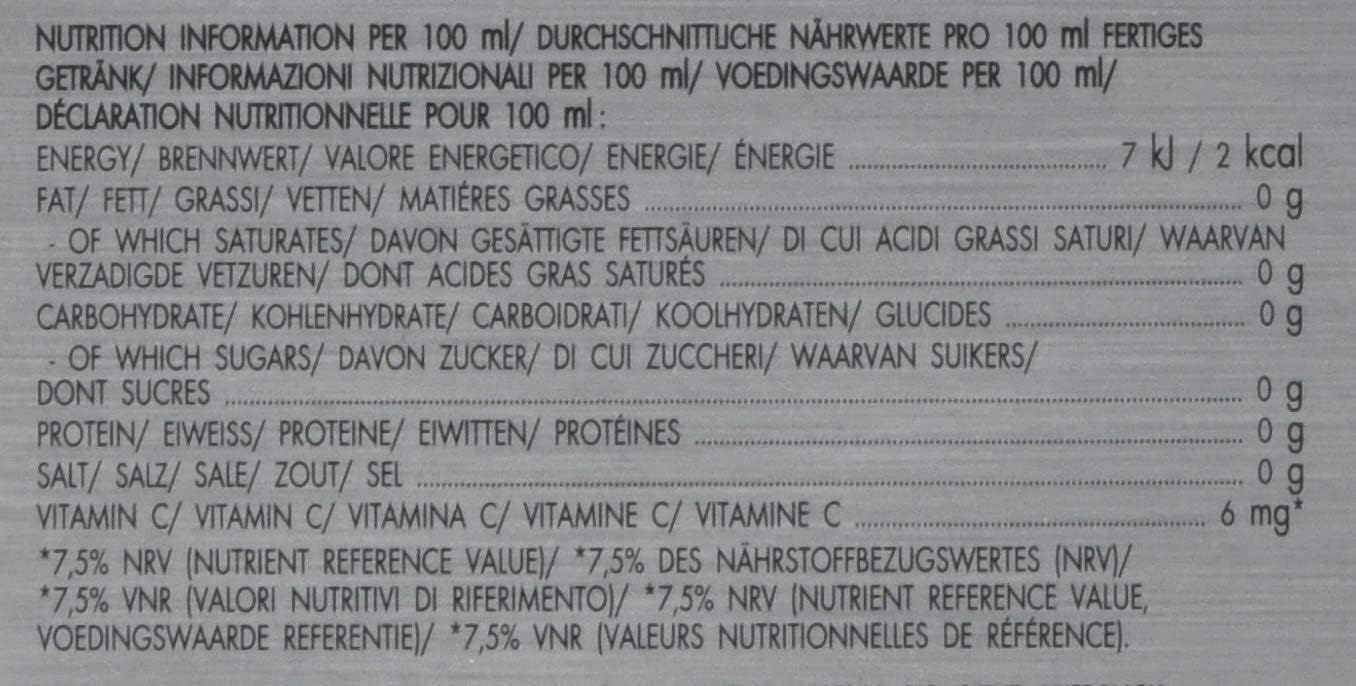 NUTRITION INFORMATION PER 100 ml/ DURCHSCHNITTLICHE NÄHRWERTE PRO 100 ml FERTIGES
GETRÄNK/ INFORMAZIONI NUTRIZIONALI PER 100 ml/ VOEDINGSWAARDE PER 100 ml/
DÉCLARATION NUTRITIONNELLE POUR 100 ml :
ENERGY/ BRENNWERT/ VALORE ENERGETICO/ ENERGIE/ ÉNERGIE ........ 7 kJ / 2 kcal
FAT/ FETT/ GRASSI/ VETTEN/ MATIÉRES GRASSES ........ 0 g
- OF WHICH SATURATES/ DAVON GESÄTTIGTE FETTSÄUREN/ DI CUI ACIDI GRASSI SATURI/ WAARVAN
VERZADIGDE VETZUREN/ DONT ACIDES GRAS SATURÉS ........ 0 g
CARBOHYDRATE/ KOHLENHYDRATE/ CARBOIDRATI/ KOOLHYDRATEN/ GLUCIDES ........ 0 g
- OF WHICH SUGARS/ DAVON ZUCKER/ DI CUI ZUCCHERI/ WAARVAN SUIKERS/
DONT SUCRES ........ 0 g
PROTEIN/ EIWEISS/ PROTEINE/ EIWITTEN/ PROTÉINES ........ 0 g
SALT/ SALZ/ SALE/ ZOUT/ SEL ........ 0 g
VITAMIN C/ VITAMIN C/ VITAMINA C/ VITAMINE C/ VITAMINE C ........ 6 mg*
*7,5% NRV (NUTRIENT REFERENCE VALUE)/ *7,5% DES NÄHRSTOFFBEZUGSWERTES (NRV)/
*7,5% VNR (VALORI NUTRITIVI DI RIFERIMENTO)/ *7,5% NRV (NUTRIENT REFERENCE VALUE,
VOEDINGSWAARDE REFERENTIE)/ *7,5% VNR (VALEURS NUTRITIONNELLES DE RÉFÉRENCE).